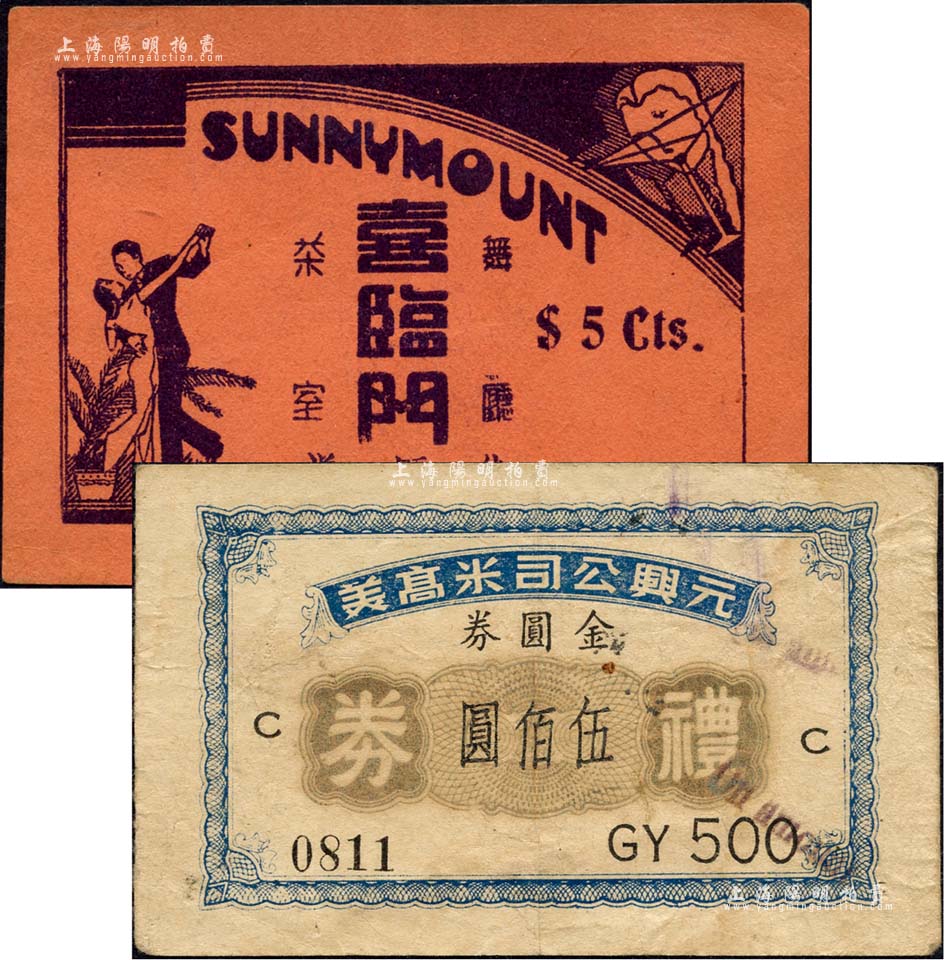 上海陽明拍賣
www.yangmingauction.com
SUNNYMOUNT
喜臨門
舞廳
茶室
$ 5 Cts.
上海陽明拍賣
www.yangmingauction.com
元興公司米高美
金圓券
禮券
伍佰圓
C C
0811
GY 500
上海陽明拍賣
www.yangmingauction.com